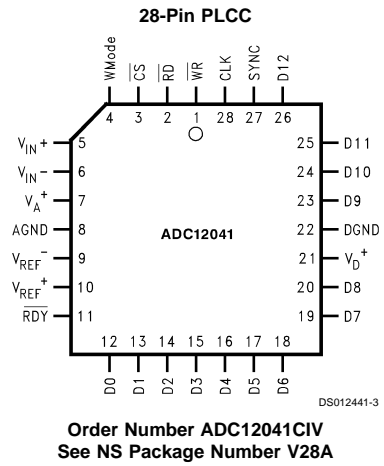 28-Pin PLCC
WMode
CS
RD
WR
CLK
SYNC
D12
4 3 2 1 28 27 26
VIN+ 5
VIN− 6
VA+ 7
AGND 8
VREF− 9
VREF+ 10
RDY 11
ADC12041
25 D11
24 D10
23 D9
22 DGND
21 VD+
20 D8
19 D7
12 13 14 15 16 17 18
D0
D1
D2
D3
D4
D5
D6
DS012441-3
Order Number ADC12041CIV
See NS Package Number V28A